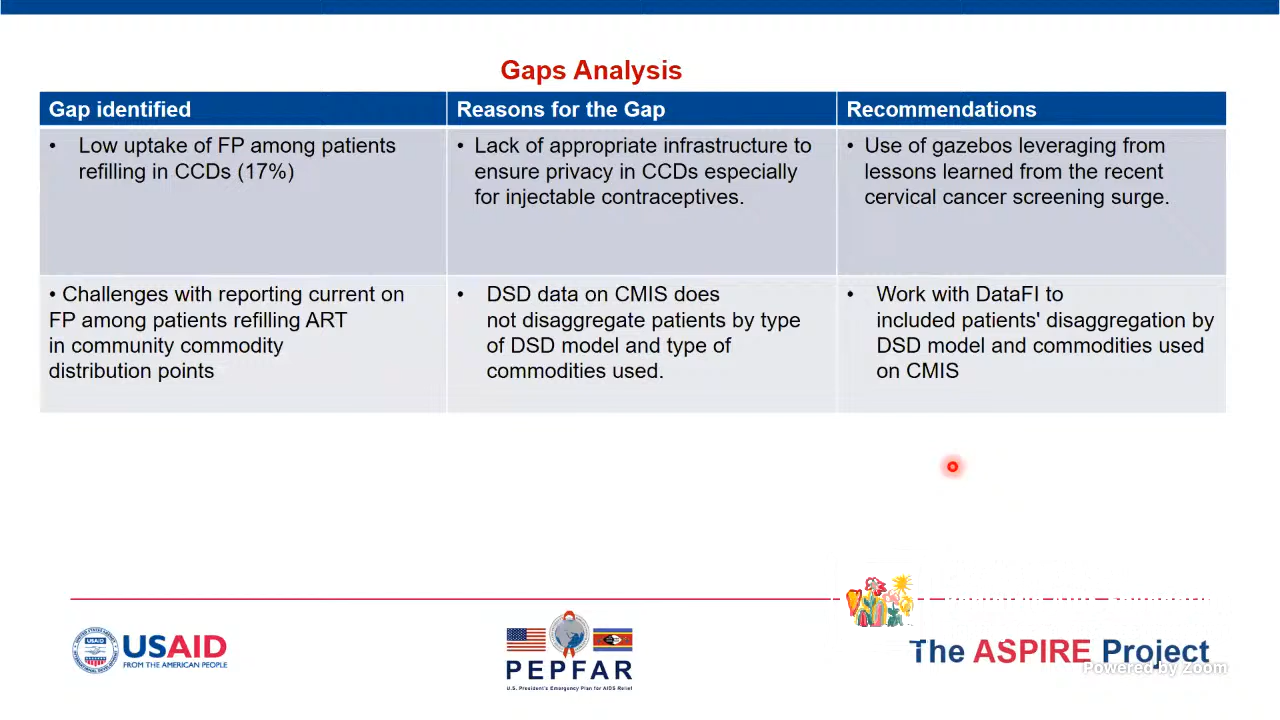 Gaps Analysis
Gap identified
Reasons for the Gap
Recommendations
• Low uptake of FP among patients
refilling in CCDs (17%)
• Lack of appropriate infrastructure to
ensure privacy in CCDs especially
for injectable contraceptives.
• Use of gazebos leveraging from
lessons learned from the recent
cervical cancer screening surge.
• Challenges with reporting current on
FP among patients refilling ART
in community commodity
distribution points
• DSD data on CMIS does
not disaggregate patients by type
of DSD model and type of
commodities used.
• Work with DataFI to
included patients' disaggregation by
DSD model and commodities used
on CMIS
USAID
FROM THE AMERICAN PEOPLE
PEPFAR
U.S. President's Emergency Plan for AIDS Relief
The ASPIRE Project
Powered by Zoom